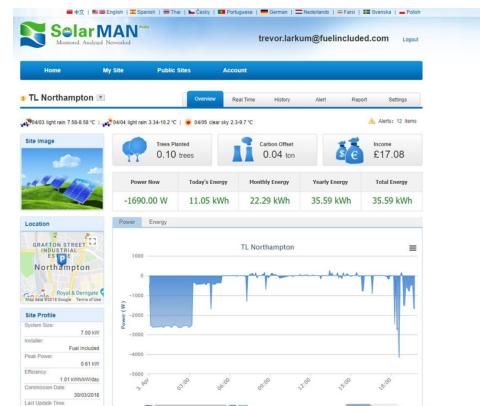 中文 | English | Spanish | Thai | Česky | Portuguese | German | Nederlands | Farsi | Svenska | Polish
SolarMAN
Monitored. Analyzed. Networked.
trevor.larkum@fuelincluded.com Logout
Home My Site Public Sites Account
TL Northampton
Overview Real Time History Alert Report Settings
04/03 light rain 7.58-8.58 °C | 04/04 light rain 3.34-10.2 °C | 04/05 clear sky 2.3-9.7 °C
Alerts: 12 items
Site Image
Trees Planted
0.10 trees
Carbon Offset
0.04 ton
Income
£17.08
Power Now Today's Energy Monthly Energy Yearly Energy Total Energy
-1690.00 W 11.05 kWh 22.29 kWh 35.59 kWh 35.59 kWh
Location
GRAFTON STREET
INDUSTRIAL
ESTATE
Northampton
Royal & Derngate
Google
Map data ©2018 Google Terms of Use
Power Energy
TL Northampton
Power (W)
1000
0
-1000
-2000
-3000
-4000
-5000
3. Apr 03:00 06:00 09:00 12:00 15:00 18:00
Site Profile
System Size:
7.00 kW
Installer:
Fuel Included
Peak Power:
0.61 kW
Efficiency:
1.01 kWh/kW/day
Commission Date:
30/03/2018
Last Update Time: